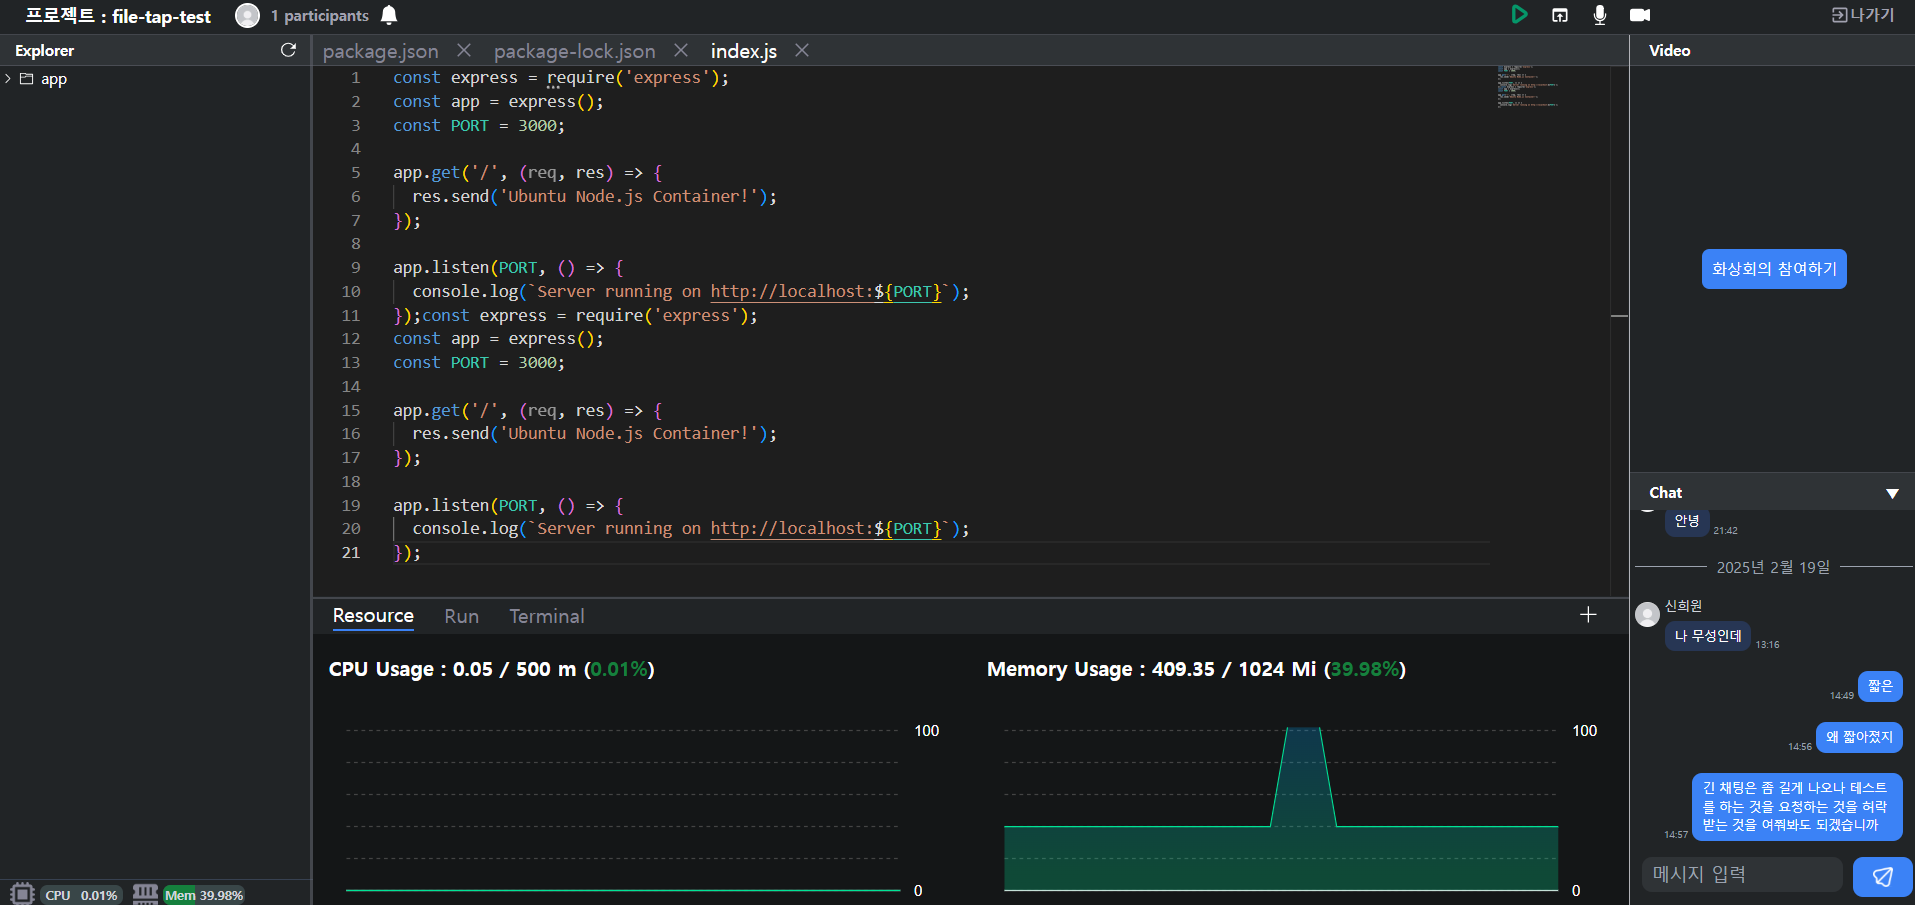 프로젝트 : file-tap-test
1 participants
나가기
Explorer
app
package.json
package-lock.json
index.js
1 const express = require('express');
2 const app = express();
3 const PORT = 3000;
4
5 app.get('/', (req, res) => {
6 res.send('Ubuntu Node.js Container!');
7 });
8
9 app.listen(PORT, () => {
10 console.log(`Server running on http://localhost:${PORT}`);
11 });const express = require('express');
12 const app = express();
13 const PORT = 3000;
14
15 app.get('/', (req, res) => {
16 res.send('Ubuntu Node.js Container!');
17 });
18
19 app.listen(PORT, () => {
20 console.log(`Server running on http://localhost:${PORT}`);
21 });
Resource
Run
Terminal
CPU Usage : 0.05 / 500 m (0.01%)
100
0
Memory Usage : 409.35 / 1024 Mi (39.98%)
100
0
CPU 0.01%
Mem 39.98%
Video
화상회의 참여하기
Chat
안녕
21:42
2025년 2월 19일
신희원
나 무성인데
13:16
14:49
짧은
14:56
왜 짧아졌지
긴 채팅은 좀 길게 나오나 테스트
를 하는 것을 요청하는 것을 허락
받는 것을 여쭤봐도 되겠습니까
14:57
메시지 입력